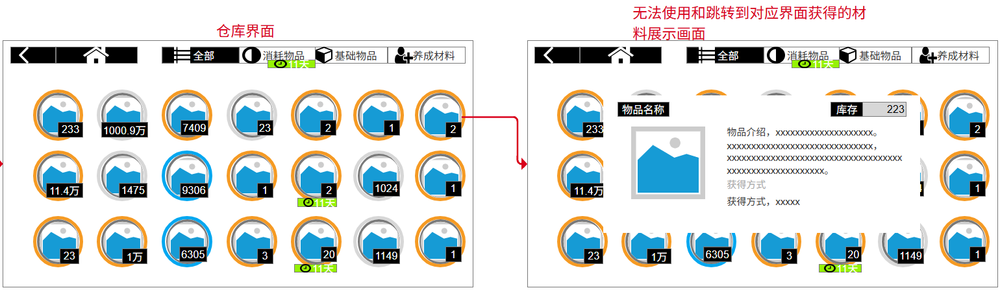 仓库界面
全部
消耗物品
基础物品
养成材料
11天
233
1000.9万
7409
23
2
1
2
11.4万
1475
9306
1
2
1024
1
11天
23
1万
6305
3
20
1149
1
11天
无法使用和跳转到对应界面获得的材
料展示画面
全部
消耗物品
基础物品
养成材料
11天
物品名称
库存
223
物品介绍，xxxxxxxxxxxxxxxxxxxx。
xxxxxxxxxxxxxxxxxxxxxxxxxxxxxx，
xxxxxxxxxxxxxxxxxxxxxxxxxxxxxxxxxxxx
xxxxxxxxxxxxxxxxxxxx。
获得方式
获得方式，xxxxx
233
2
11.4万
1
23
1万
6305
3
20
1149
1
11天